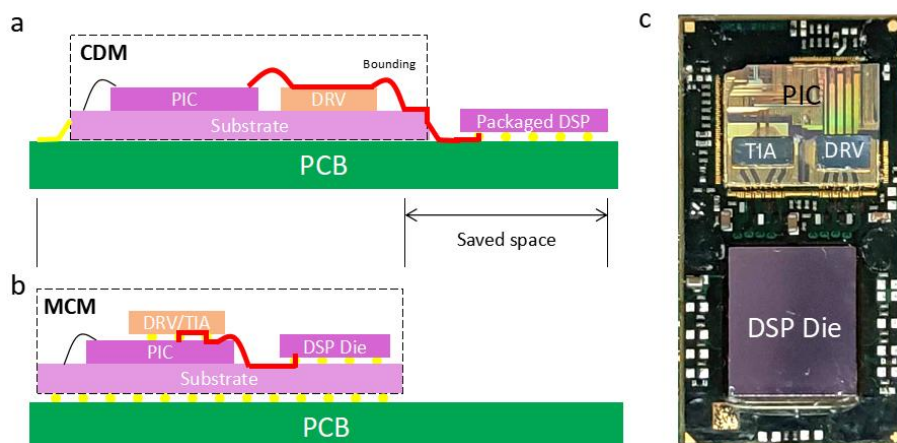 a
CDM
Bounding
PIC
DRV
Substrate
Packaged DSP
PCB
Saved space
b
MCM
DRV/TIA
PIC
DSP Die
Substrate
PCB
c
PIC
TIA
DRV
DSP Die